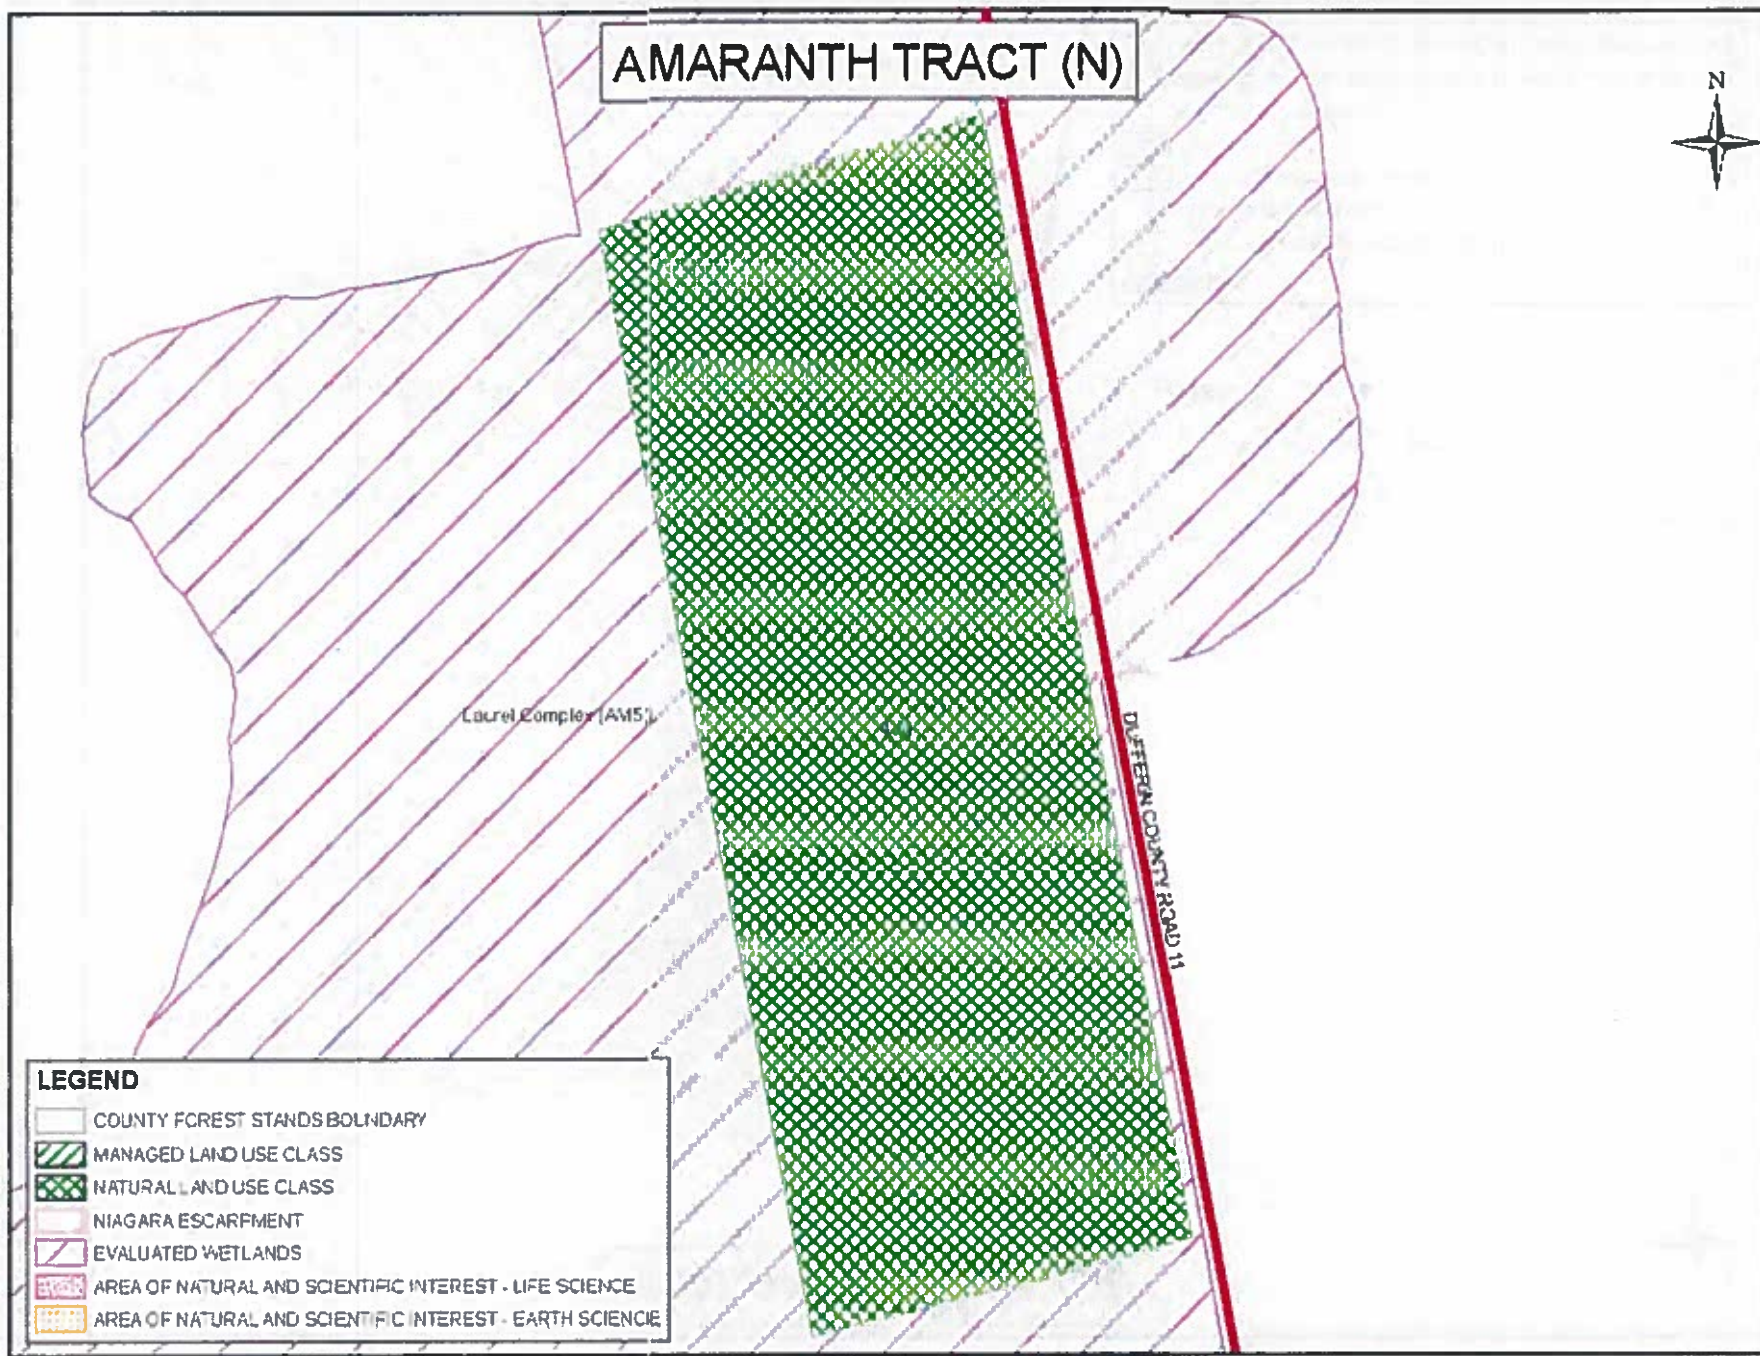 AMARANTH TRACT (N)
N
Laurel Complex (AM5)
DUFFERIN COUNTY ROAD 11
LEGEND
COUNTY FOREST STANDS BOUNDARY
MANAGED LAND USE CLASS
NATURAL LAND USE CLASS
NIAGARA ESCARPMENT
EVALUATED WETLANDS
AREA OF NATURAL AND SCIENTIFIC INTEREST - LIFE SCIENCE
AREA OF NATURAL AND SCIENTIFIC INTEREST - EARTH SCIENCE